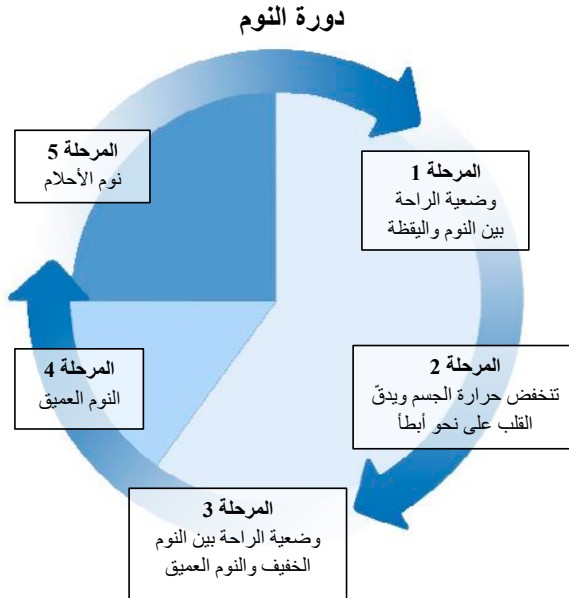 دورة النوم
المرحلة 1
وضعية الراحة
بين النوم واليقظة
المرحلة 2
تنخفض حرارة الجسم ويدقّ
القلب على نحو أبطأ
المرحلة 3
وضعية الراحة بين النوم
الخفيف والنوم العميق
المرحلة 4
النوم العميق
المرحلة 5
نوم الأحلام